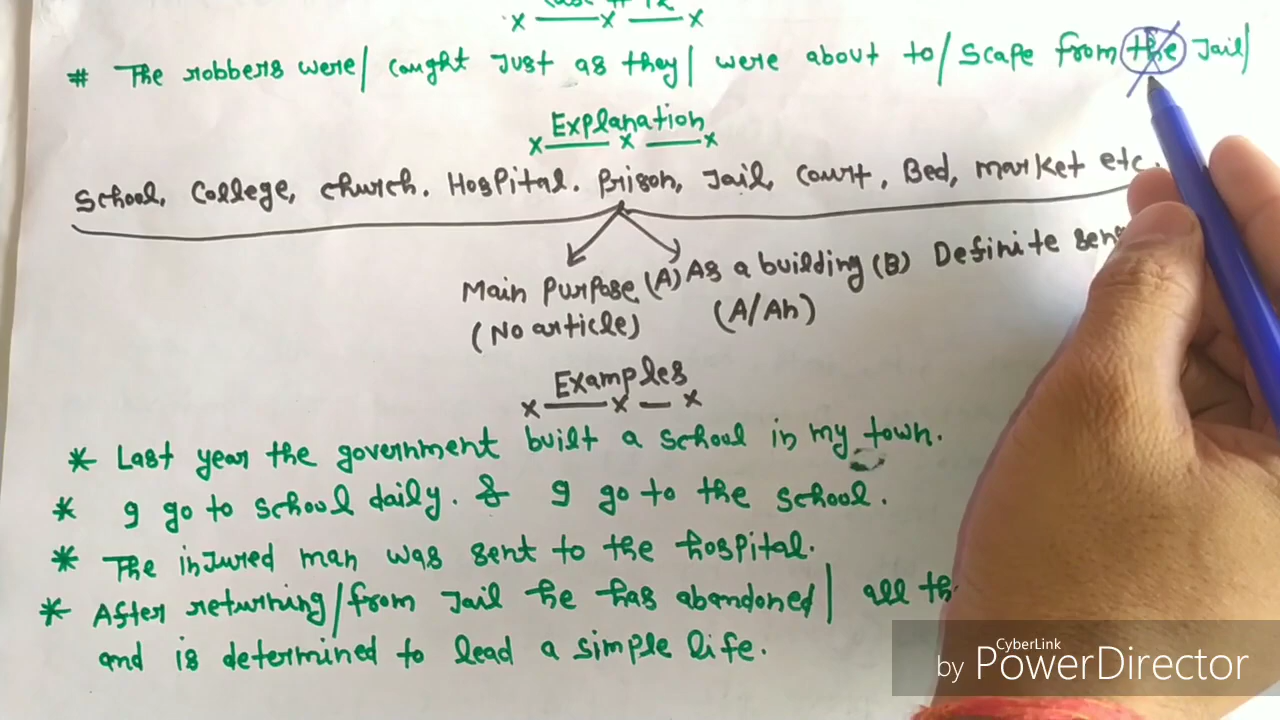 x x x
# The robbers were/ caught Just as they/ were about to/ scape from the Jail/
Explanation
x x x
School, College, church. Hospital. Prison, Jail, Court, Bed, market etc.
Main purpose (A) As a building (B) Definite
(No article) (A/An)
Examples
x x x
* Last year the government built a school in my town.
* I go to school daily. & I go to the school.
* The injured man was sent to the hospital.
* After returning/from Jail he has abandoned/ all
and is determined to lead a simple life.
CyberLink
by PowerDirector